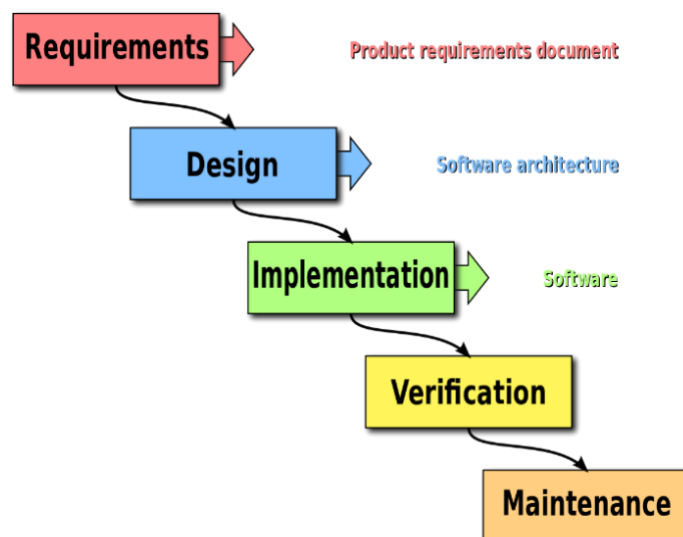 Requirements
Product requirements document
Design
Software architecture
Implementation
Software
Verification
Maintenance